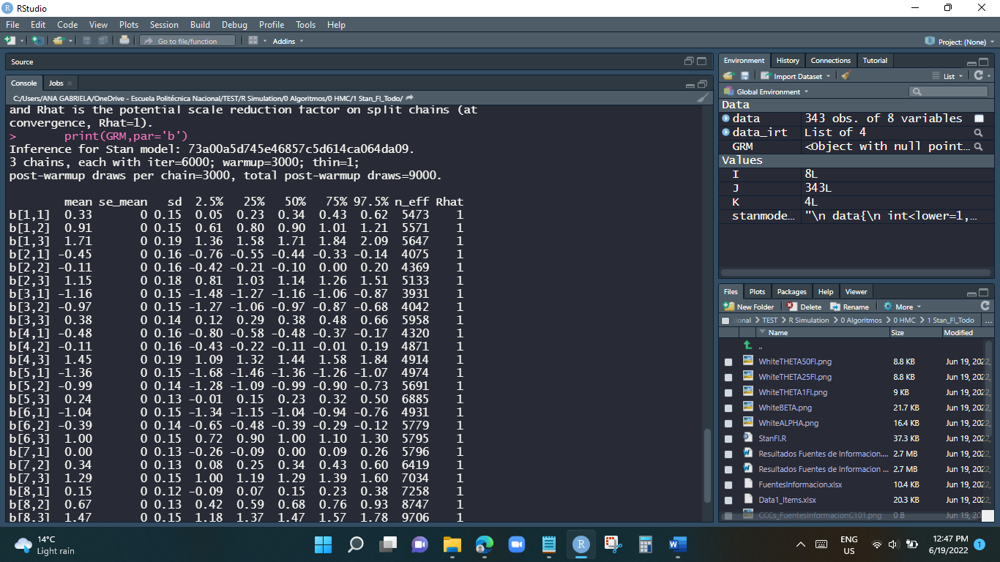 RStudio
File Edit Code View Plots Session Build Debug Profile Tools Help
Go to file/function Addins Project: (None)
Source
Console Jobs
C:/Users/ANA GABRIELA/OneDrive - Escuela Politécnica Nacional/TEST/R Simulation/0 Algoritmos/0 HMC/1 Stan_FI_Todo/
and Rhat is the potential scale reduction factor on split chains (at
convergence, Rhat=1).
> print(GRM,par='b')
Inference for Stan model: 73a00a5d745e46857c5d614ca064da09.
3 chains, each with iter=6000; warmup=3000; thin=1;
post-warmup draws per chain=3000, total post-warmup draws=9000.
mean se_mean sd 2.5% 25% 50% 75% 97.5% n_eff Rhat
b[1,1] 0.33 0 0.15 0.05 0.23 0.34 0.43 0.62 5473 1
b[1,2] 0.91 0 0.15 0.61 0.80 0.90 1.01 1.21 5571 1
b[1,3] 1.71 0 0.19 1.36 1.58 1.71 1.84 2.09 5647 1
b[2,1] -0.45 0 0.16 -0.76 -0.55 -0.44 -0.33 -0.14 4075 1
b[2,2] -0.11 0 0.16 -0.42 -0.21 -0.10 0.00 0.20 4369 1
b[2,3] 1.15 0 0.18 0.81 1.03 1.14 1.26 1.51 5133 1
b[3,1] -1.16 0 0.15 -1.48 -1.27 -1.16 -1.06 -0.87 3931 1
b[3,2] -0.97 0 0.15 -1.27 -1.06 -0.97 -0.87 -0.68 4042 1
b[3,3] 0.38 0 0.14 0.12 0.29 0.38 0.48 0.66 5958 1
b[4,1] -0.48 0 0.16 -0.80 -0.58 -0.48 -0.37 -0.17 4320 1
b[4,2] -0.11 0 0.16 -0.43 -0.22 -0.11 -0.01 0.19 4871 1
b[4,3] 1.45 0 0.19 1.09 1.32 1.44 1.58 1.84 4914 1
b[5,1] -1.36 0 0.15 -1.68 -1.46 -1.36 -1.26 -1.07 4974 1
b[5,2] -0.99 0 0.14 -1.28 -1.09 -0.99 -0.90 -0.73 5691 1
b[5,3] 0.24 0 0.13 -0.01 0.15 0.23 0.32 0.50 6885 1
b[6,1] -1.04 0 0.15 -1.34 -1.15 -1.04 -0.94 -0.76 4931 1
b[6,2] -0.39 0 0.14 -0.65 -0.48 -0.39 -0.29 -0.12 5779 1
b[6,3] 1.00 0 0.15 0.72 0.90 1.00 1.10 1.30 5795 1
b[7,1] 0.00 0 0.13 -0.26 -0.09 0.00 0.09 0.26 5796 1
b[7,2] 0.34 0 0.13 0.08 0.25 0.34 0.43 0.60 6419 1
b[7,3] 1.29 0 0.15 1.00 1.19 1.29 1.39 1.60 7034 1
b[8,1] 0.15 0 0.12 -0.09 0.07 0.15 0.23 0.38 7258 1
b[8,2] 0.67 0 0.13 0.42 0.59 0.68 0.76 0.93 8747 1
b[8,3] 1.47 0 0.15 1.18 1.37 1.47 1.57 1.78 9706 1
Environment History Connections Tutorial
Import Dataset List
Global Environment
Data
data 343 obs. of 8 variables
data_irt List of 4
GRM <Object with null point…
Values
I 8L
J 343L
K 4L
stanmode… "\n data{\n int<lower=1,…
Files Plots Packages Help Viewer
New Folder Delete Rename More
onal > TEST > R Simulation > 0 Algoritmos > 0 HMC > 1 Stan_FI_Todo ...
Name Size Modified
..
WhiteTHETA50FI.png 8.8 KB Jun 19, 2022,
WhiteTHETA25FI.png 8.8 KB Jun 19, 2022,
WhiteTHETA1FI.png 9 KB Jun 19, 2022,
WhiteBETA.png 21.7 KB Jun 19, 2022,
WhiteALPHA.png 16.4 KB Jun 19, 2022,
StanFI.R 37.3 KB Jun 19, 2022,
Resultados Fuentes de Informacion.... 2.7 MB Jun 19, 2022,
Resultados Fuentes de Informacion ... 2.7 MB Jun 19, 2022,
FuentesInformacion.xlsx 10.4 KB Jun 19, 2022,
Data1_Items.xlsx 20.3 KB Jun 19, 2022,
CCCs_FuentesInformacionC101.png 0 B Jun 19, 20
14°C
Light rain
ENG
US
12:47 PM
6/19/2022
1